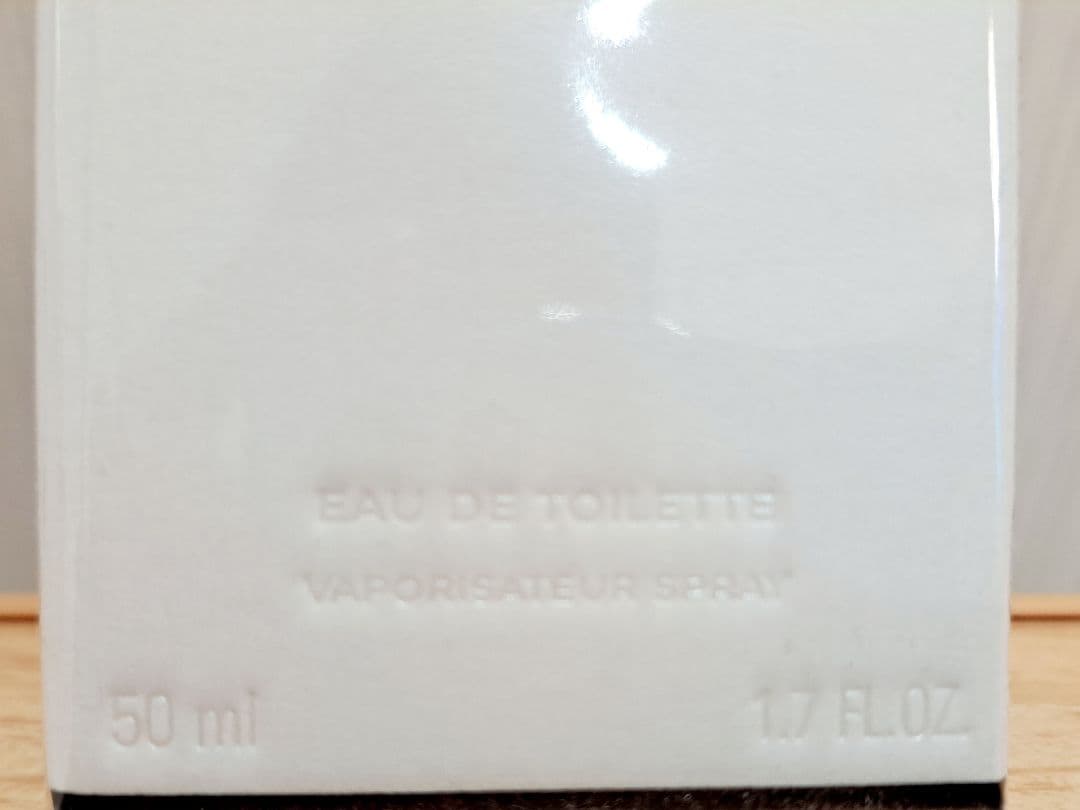 EAU DE TOILETTE
VAPORISATEUR SPRAY
50 ml
1.7 FL.OZ.